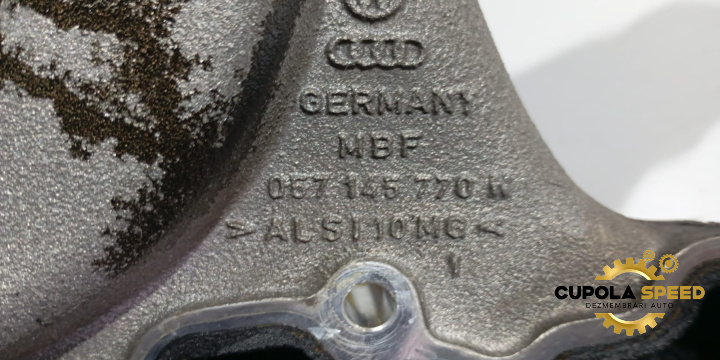 GERMANY
MBF
057 145 770
>ALSI10MG<
CUPOLA SPEED
DEZMEMBRARI AUTO